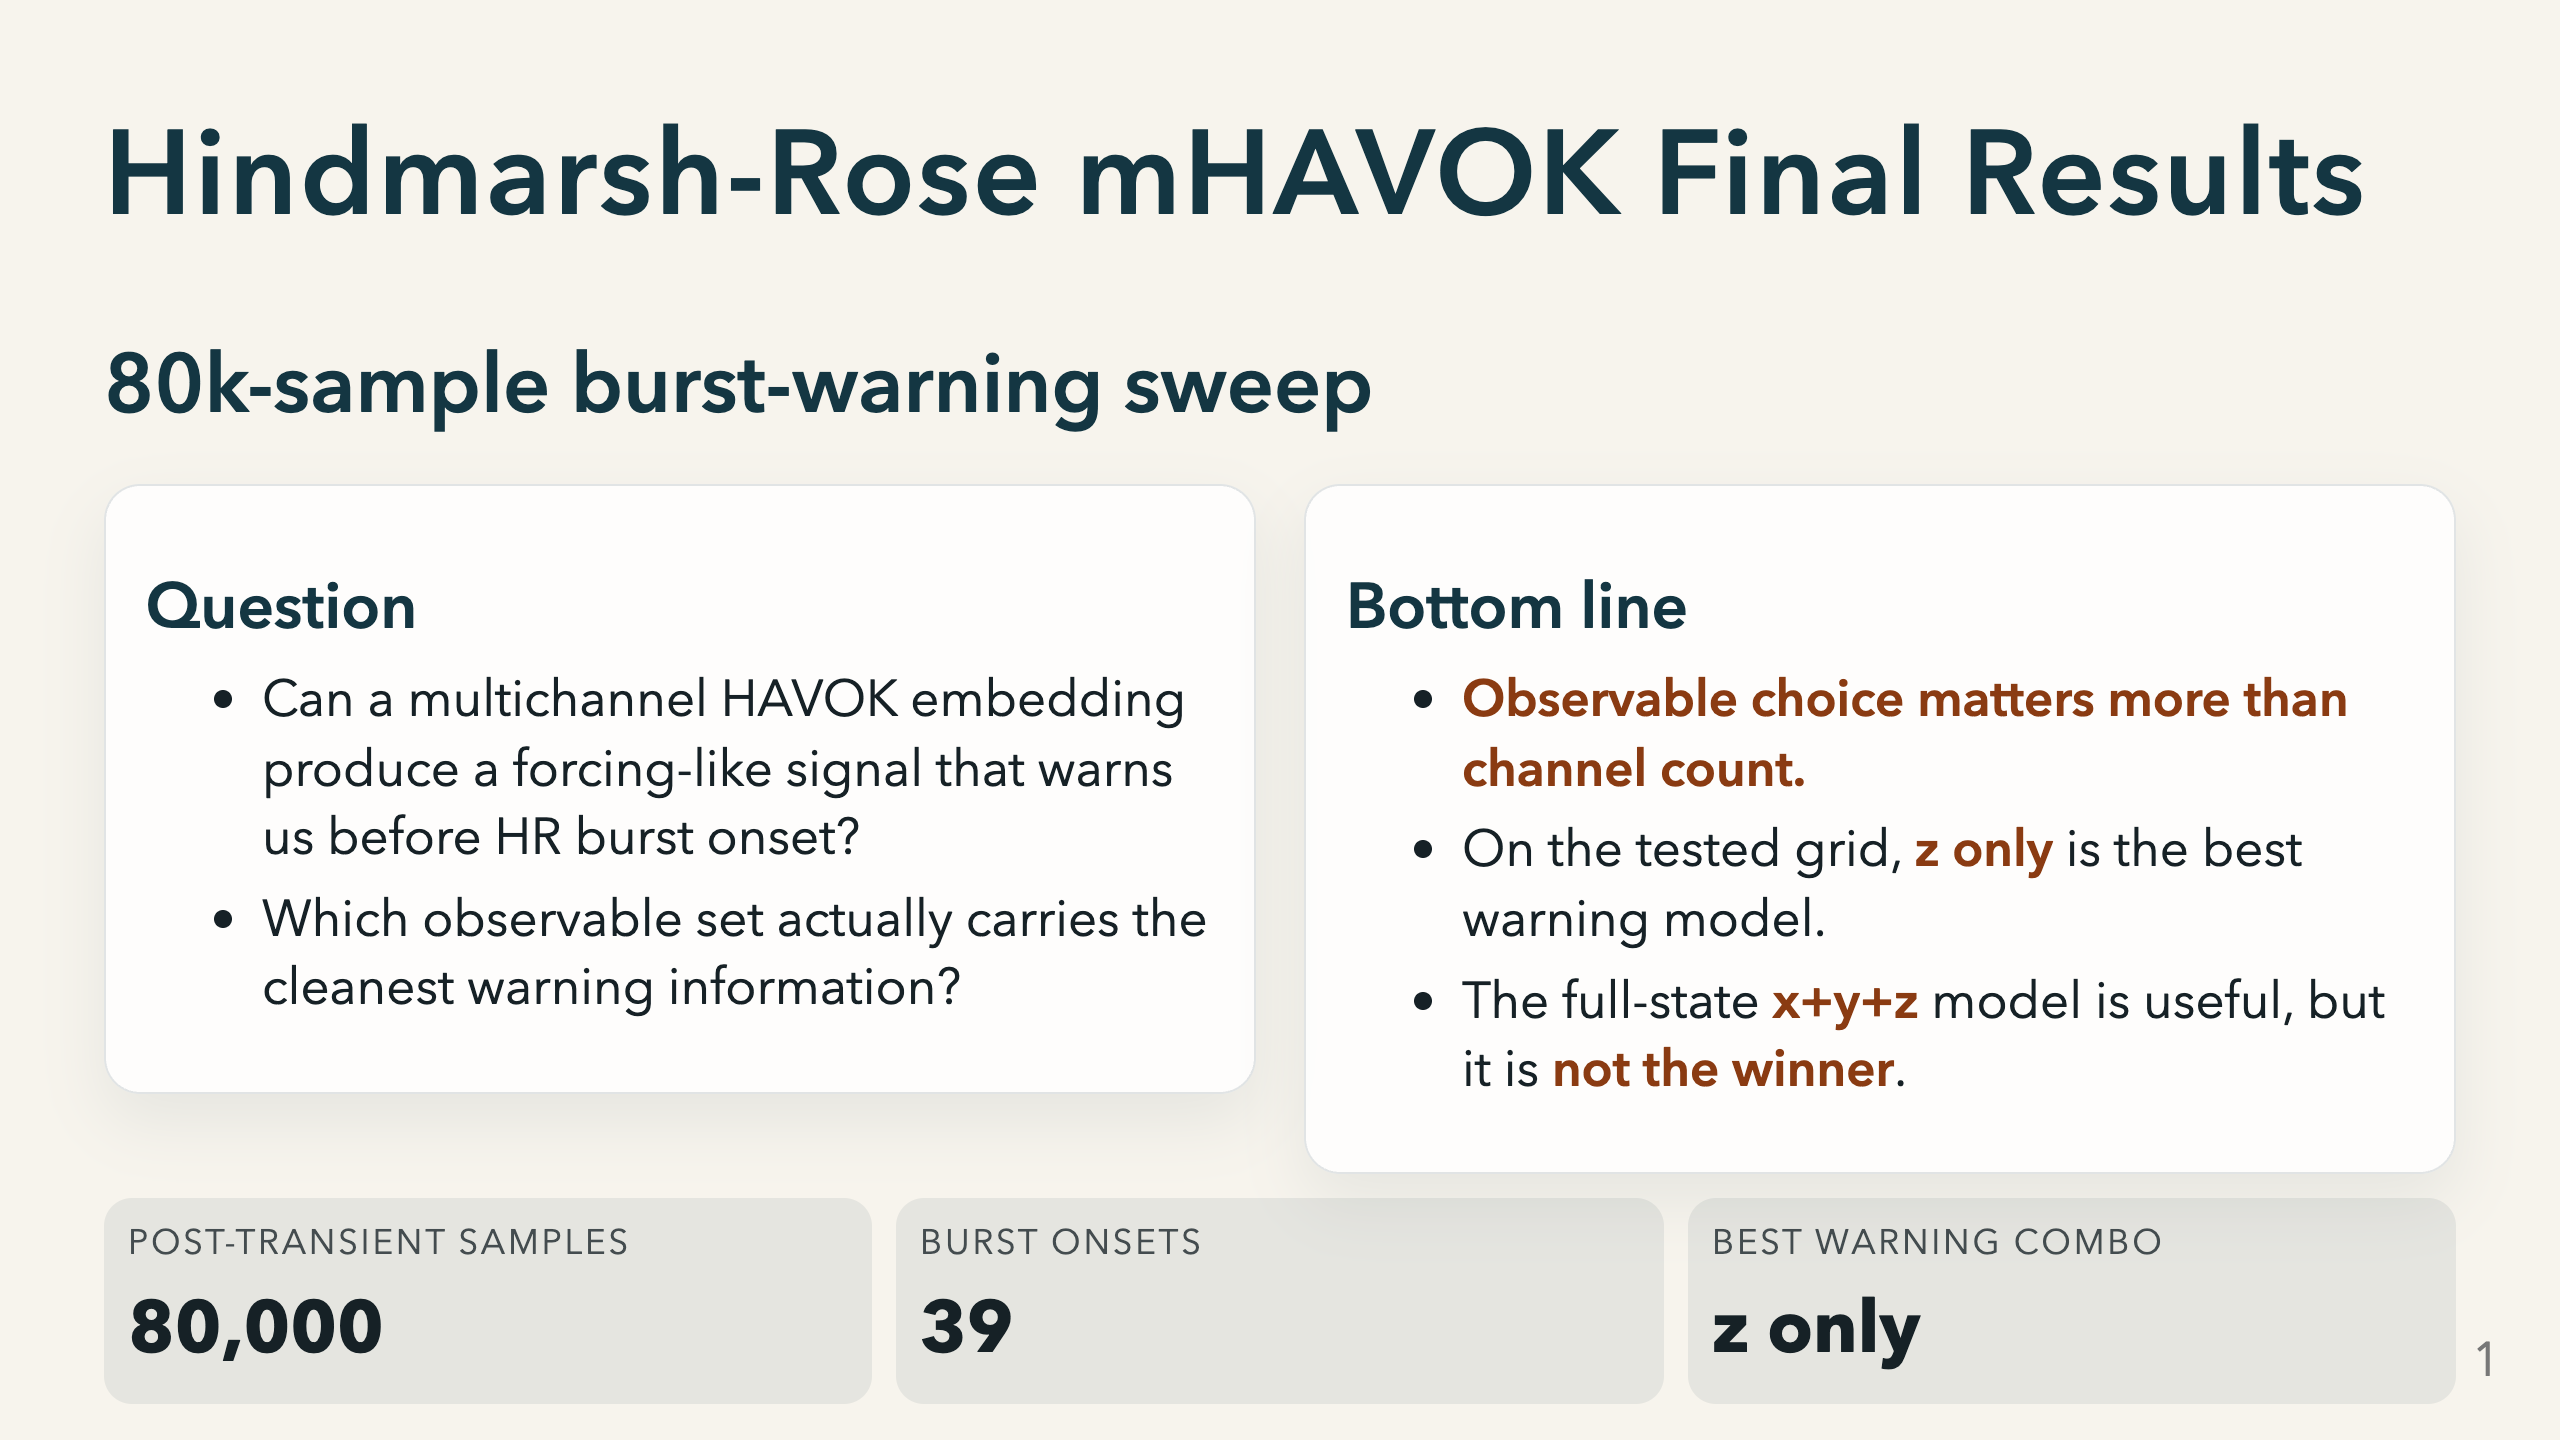 Hindmarsh-Rose mHAVOK Final Results
80k-sample burst-warning sweep
Question
• Can a multichannel HAVOK embedding
produce a forcing-like signal that warns
us before HR burst onset?
• Which observable set actually carries the
cleanest warning information?
Bottom line
• Observable choice matters more than
channel count.
• On the tested grid, z only is the best
warning model.
• The full-state x+y+z model is useful, but
it is not the winner.
POST-TRANSIENT SAMPLES
80,000
BURST ONSETS
39
BEST WARNING COMBO
z only
1